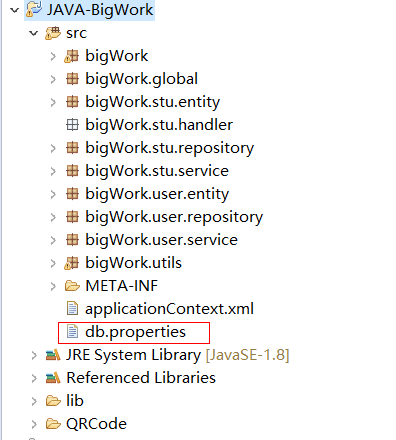 JAVA-BigWork
src
bigWork
bigWork.global
bigWork.stu.entity
bigWork.stu.handler
bigWork.stu.repository
bigWork.stu.service
bigWork.user.entity
bigWork.user.repository
bigWork.user.service
bigWork.utils
META-INF
applicationContext.xml
db.properties
JRE System Library [JavaSE-1.8]
Referenced Libraries
lib
QRCode